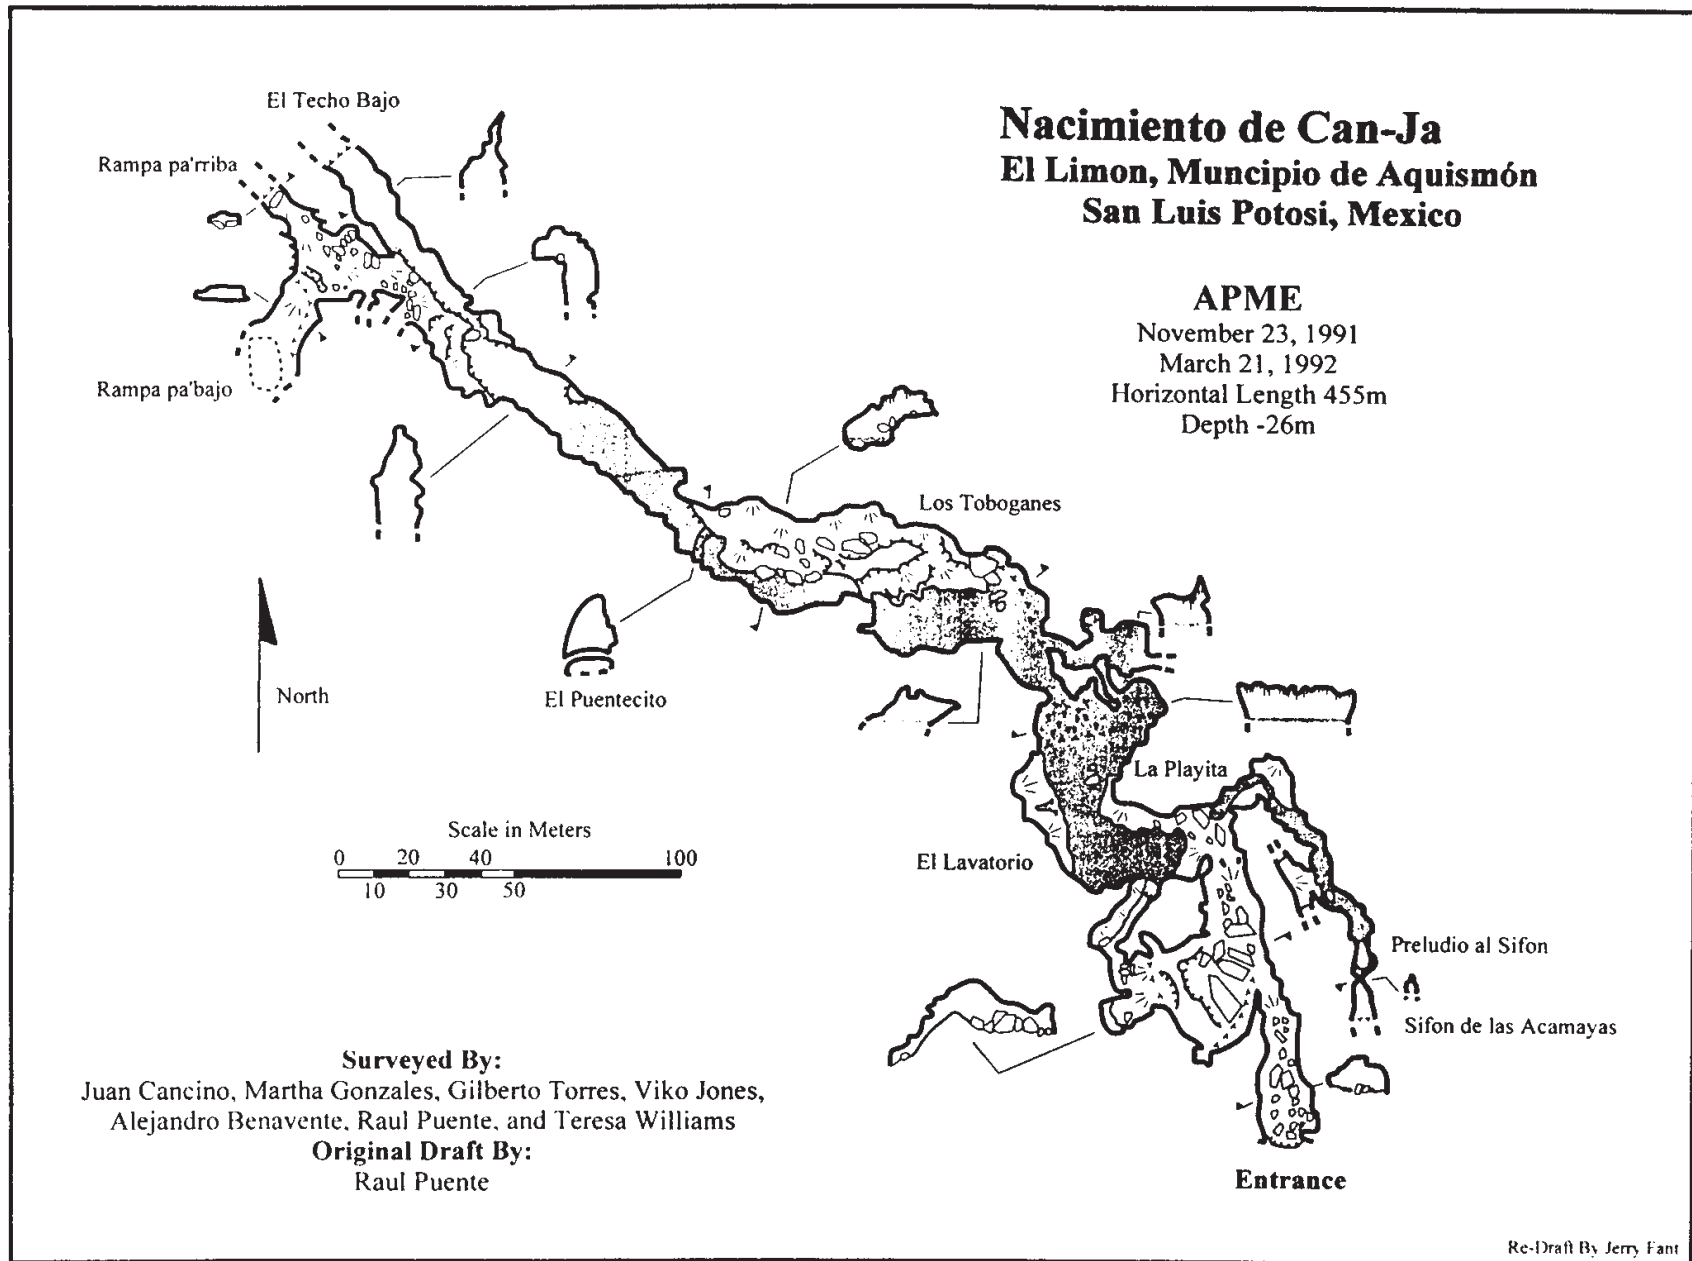 El Techo Bajo
Rampa pa'rriba
Rampa pa'bajo
Nacimiento de Can-Ja
El Limon, Muncipio de Aquismón
San Luis Potosi, Mexico
APME
November 23, 1991
March 21, 1992
Horizontal Length 455m
Depth -26m
Los Toboganes
North
El Puentecito
La Playita
Scale in Meters
0 20 40 100
10 30 50
El Lavatorio
Preludio al Sifon
Sifon de las Acamayas
Surveyed By:
Juan Cancino, Martha Gonzales, Gilberto Torres, Viko Jones,
Alejandro Benavente, Raul Puente, and Teresa Williams
Original Draft By:
Raul Puente
Entrance
Re-Draft By Jerry Fant